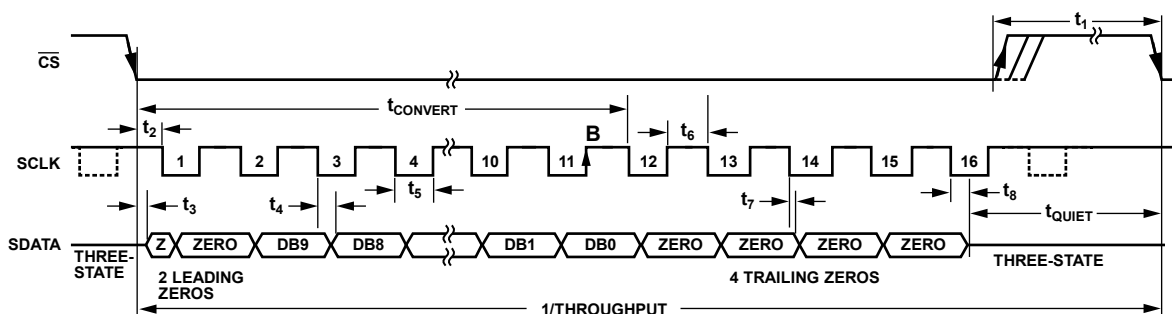 t1
CS
tCONVERT
t2
B
t6
SCLK
1 2 3 4 10 11 12 13 14 15 16
t5
t3
t4
t7
t8
tQUIET
SDATA
Z ZERO DB9 DB8 DB1 DB0 ZERO ZERO ZERO ZERO
THREE-
STATE
THREE-STATE
2 LEADING
ZEROS
4 TRAILING ZEROS
1/THROUGHPUT